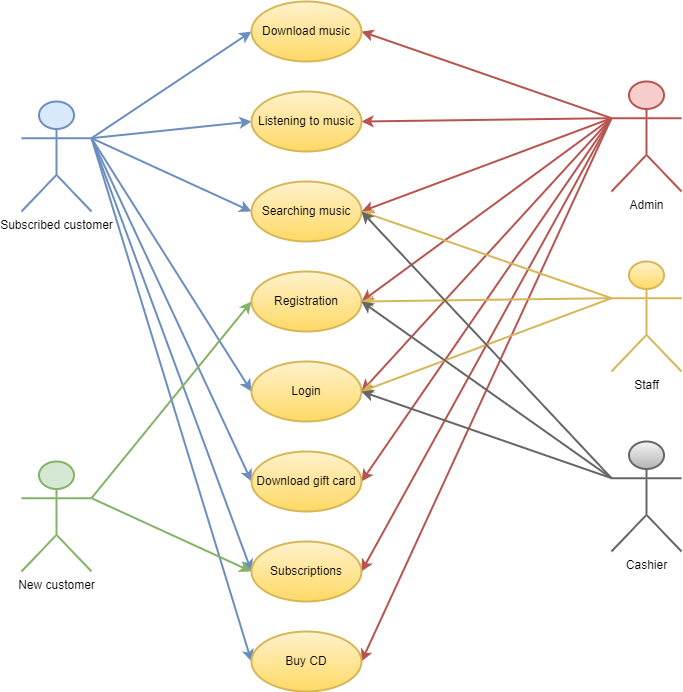 Download music
Listening to music
Searching music
Registration
Login
Download gift card
Subscriptions
Buy CD
Subscribed customer
New customer
Admin
Staff
Cashier